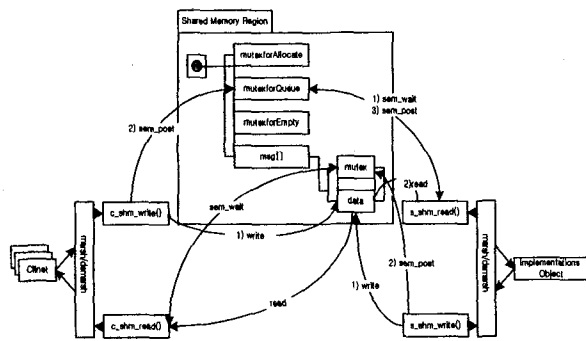 Shared Memory Region
mutexforAllocate
mutexforQueue
mutexforEmpty
msg[]
mutex
data
1) sem_wait
3) sem_post
2) sem_post
sem_wait
2)read
c_shm_write()
1) write
s_shm_read()
2) sem_post
1) write
read
Clinet
Implementations
Object
c_shm_read()
s_shm_write()